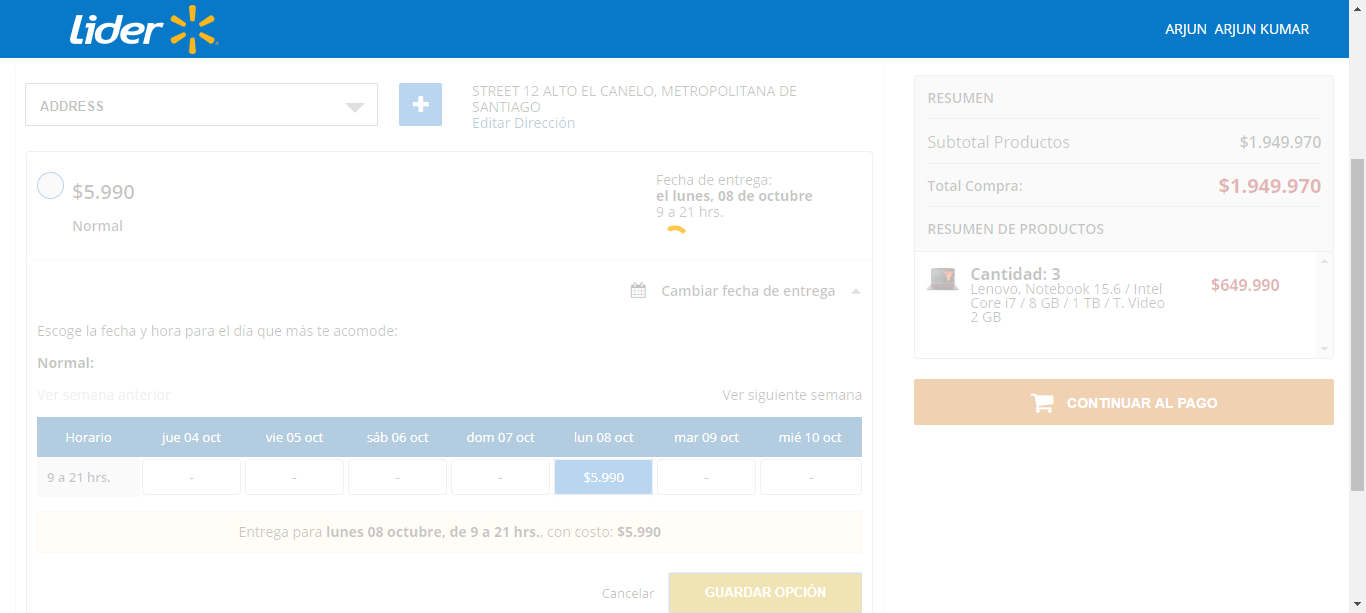 Lider
ARJUN ARJUN KUMAR
ADDRESS
STREET 12 ALTO EL CANELO, METROPOLITANA DE
SANTIAGO
Editar Dirección
$5.990
Normal
Fecha de entrega:
el lunes, 08 de octubre
9 a 21 hrs.
Cambiar fecha de entrega
Escoge la fecha y hora para el día que más te acomode:
Normal:
Ver semana anterior
Ver siguiente semana
Horario jue 04 oct vie 05 oct sáb 06 oct dom 07 oct lun 08 oct mar 09 oct mié 10 oct
9 a 21 hrs. - - - - $5.990 - -
Entrega para lunes 08 octubre, de 9 a 21 hrs., con costo: $5.990
Cancelar
GUARDAR OPCIÓN
RESUMEN
Subtotal Productos $1.949.970
Total Compra: $1.949.970
RESUMEN DE PRODUCTOS
Cantidad: 3
Lenovo, Notebook 15.6 / Intel
Core i7 / 8 GB / 1 TB / T. Video
2 GB
$649.990
CONTINUAR AL PAGO